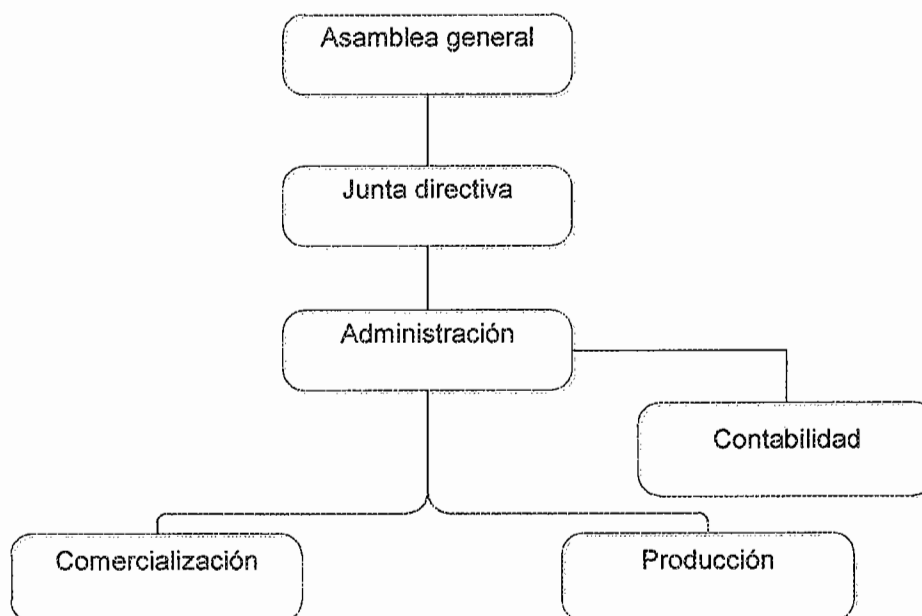 Asamblea general
Junta directiva
Administración
Contabilidad
Comercialización
Producción